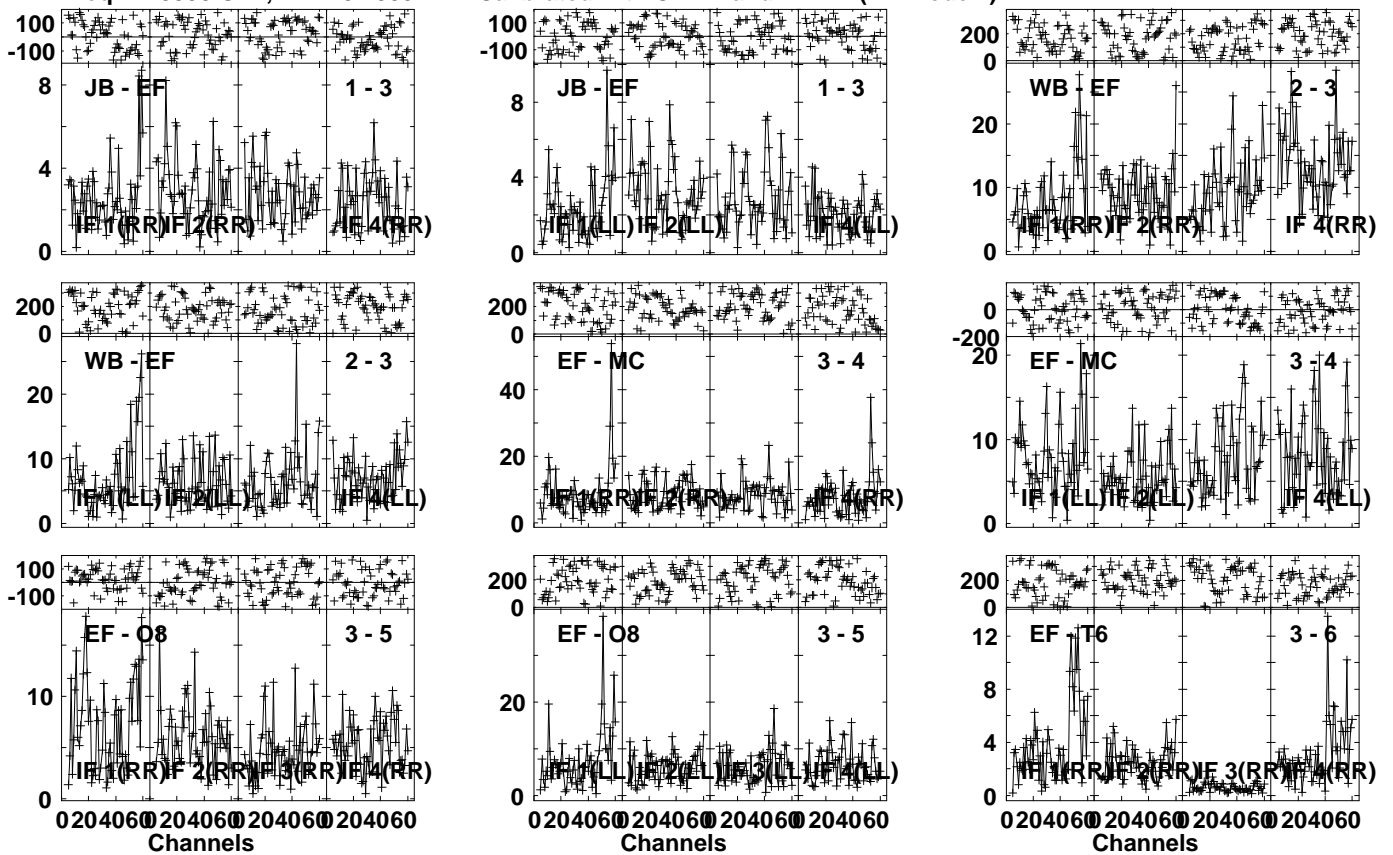 100
-100
100
-100
200
0
8
4
0
JB - EF
1 - 3
IF 1(RR)
IF 2(RR)
IF 4(RR)
8
4
0
JB - EF
1 - 3
IF 1(LL)
IF 2(LL)
IF 4(LL)
20
10
0
WB - EF
2 - 3
IF 1(RR)
IF 2(RR)
IF 4(RR)
200
0
200
0
0
-200
20
10
0
WB - EF
2 - 3
IF 1(LL)
IF 2(LL)
IF 4(LL)
40
20
0
EF - MC
3 - 4
IF 1(RR)
IF 2(RR)
IF 4(RR)
20
10
0
EF - MC
3 - 4
IF 1(LL)
IF 2(LL)
IF 4(LL)
100
-100
200
0
200
0
10
0
EF - O8
3 - 5
IF 1(RR)
IF 2(RR)
IF 3(RR)
IF 4(RR)
20
0
EF - O8
3 - 5
IF 1(LL)
IF 2(LL)
IF 3(LL)
IF 4(LL)
12
8
4
0
EF - T6
3 - 6
IF 1(RR)
IF 2(RR)
IF 3(RR)
IF 4(RR)
0 20 40 60 0 20 40 60 0 20 40 60 0 20 40 60
Channels
0 20 40 60 0 20 40 60 0 20 40 60 0 20 40 60
Channels
0 20 40 60 0 20 40 60 0 20 40 60 0 20 40 60
Channels